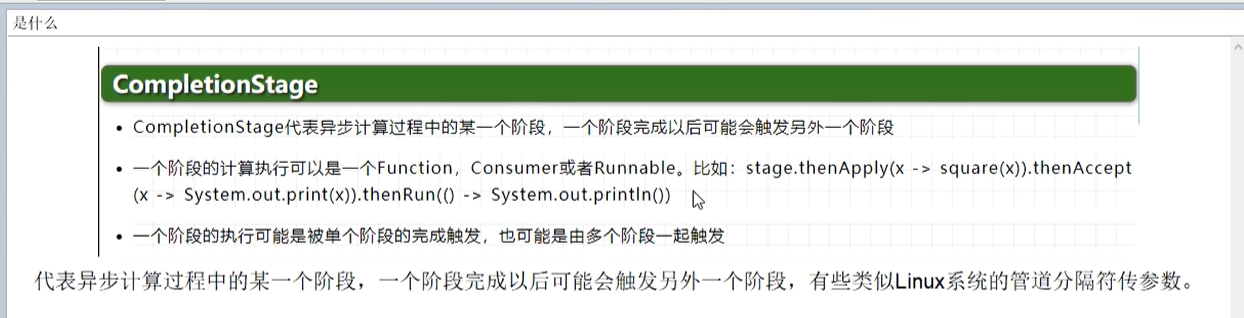 是什么
CompletionStage
• CompletionStage代表异步计算过程中的某一个阶段，一个阶段完成以后可能会触发另外一个阶段
• 一个阶段的计算执行可以是一个Function，Consumer或者Runnable。比如：stage.thenApply(x -> square(x)).thenAccept
(x -> System.out.print(x)).thenRun(() -> System.out.println())
• 一个阶段的执行可能是被单个阶段的完成触发，也可能是由多个阶段一起触发
代表异步计算过程中的某一个阶段，一个阶段完成以后可能会触发另外一个阶段，有些类似Linux系统的管道分隔符传参数。